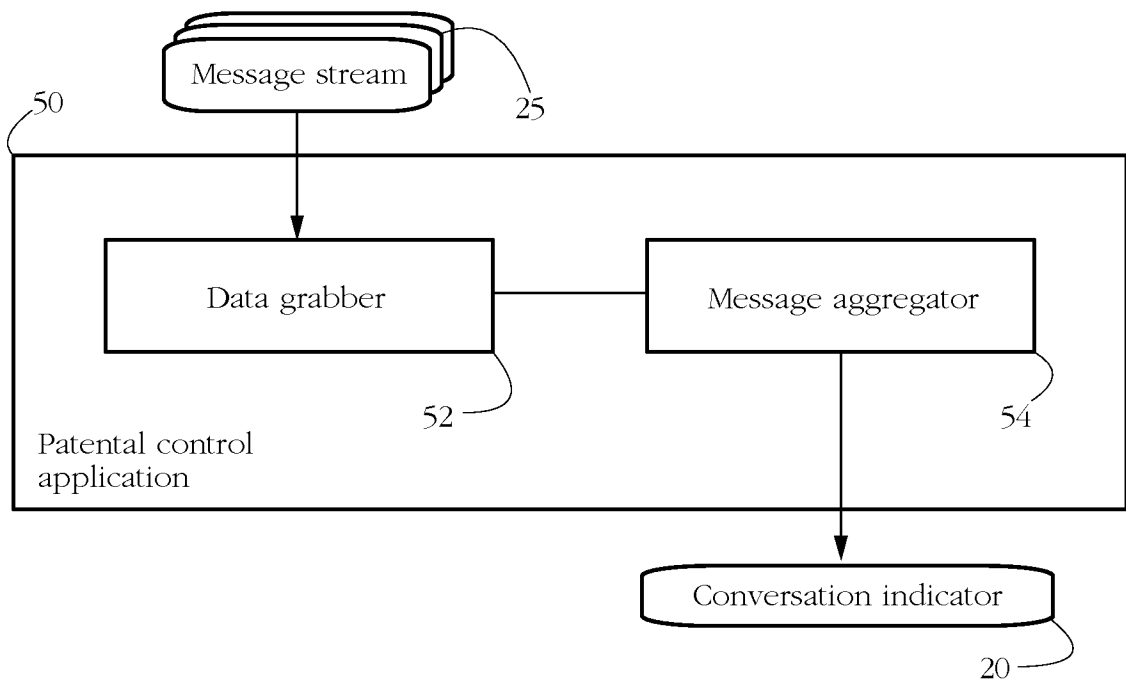 Message stream
25
50
Data grabber
Message aggregator
52
54
Patental control
application
Conversation indicator
20